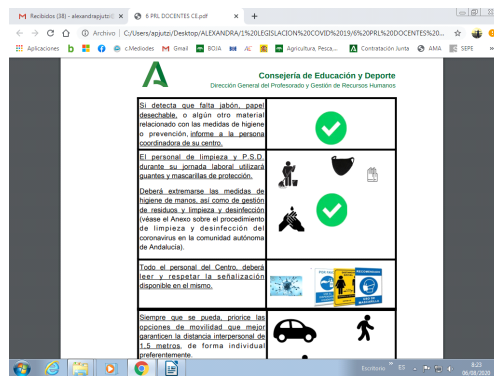 Recibidos (38) - alexandrapjutzi@
6 PRL DOCENTES CE.pdf
Archivo | C:/Users/apjutzi/Desktop/ALEXANDRA/1%20LEGISLACION%20COVID%2019/6%20PRL%20DOCENTES%20...
Aplicaciones c.Mediodes Gmail BOJA Agricultura, Pesca,... Contratación Junta AMA SEPE »
Consejería de Educación y Deporte
Dirección General del Profesorado y Gestión de Recursos Humanos
Si detecta que falta jabón, papel
desechable, o algún otro material
relacionado con las medidas de higiene
o prevención, informe a la persona
coordinadora de su centro.
El personal de limpieza y P.S.D.
durante su jornada laboral utilizará
guantes y mascarillas de protección.
Deberá extremarse las medidas de
higiene de manos, así como de gestión
de residuos y limpieza y desinfección
(véase el Anexo sobre el procedimiento
de limpieza y desinfección del
coronavirus en la comunidad autónoma
de Andalucía).
Todo el personal del Centro, deberá
leer y respetar la señalización
disponible en el mismo.
Siempre que se pueda, priorice las
opciones de movilidad que mejor
garanticen la distancia interpersonal de
1.5 metros, de forma individual
preferentemente.
Escritorio » ES
8:23
06/08/2020